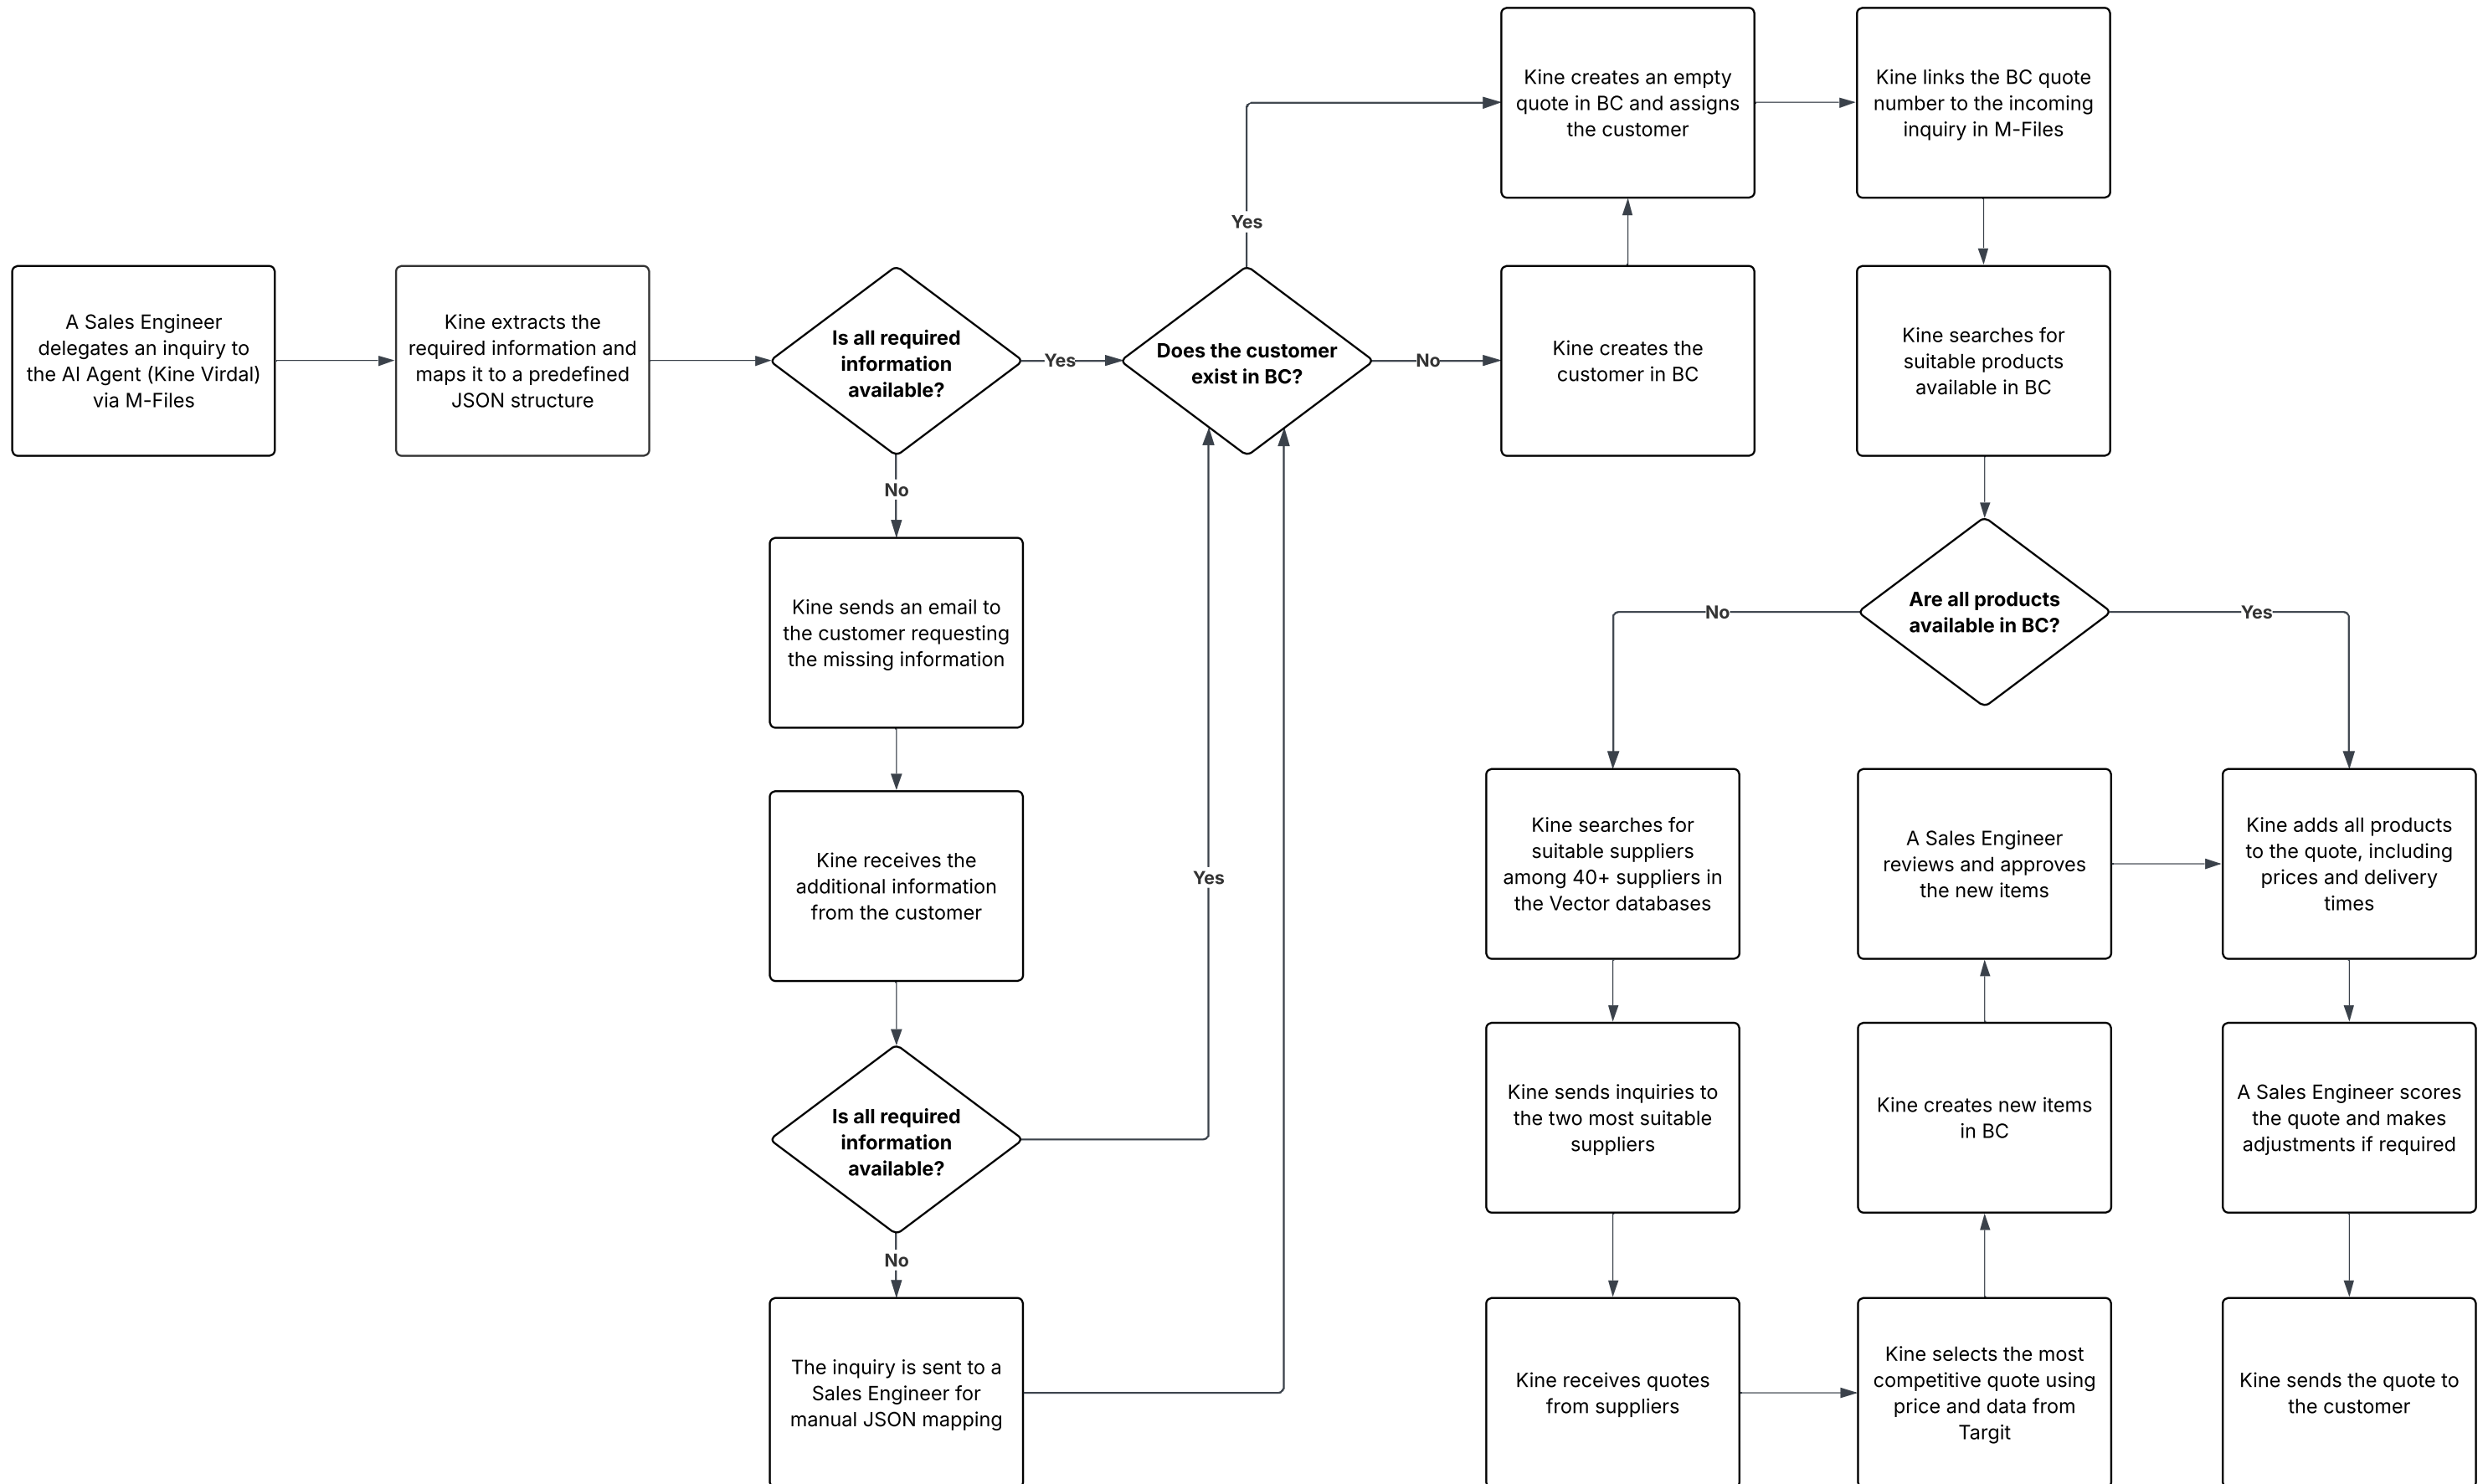 A Sales Engineer
delegates an inquiry to
the AI Agent (Kine Virdal)
via M-Files
Kine extracts the
required information and
maps it to a predefined
JSON structure
Is all required
information
available?
Yes
No
Kine sends an email to
the customer requesting
the missing information
Kine receives the
additional information
from the customer
Is all required
information
available?
Yes
No
The inquiry is sent to a
Sales Engineer for
manual JSON mapping
Does the customer
exist in BC?
Yes
No
Kine creates the
customer in BC
Kine creates an empty
quote in BC and assigns
the customer
Kine links the BC quote
number to the incoming
inquiry in M-Files
Kine searches for
suitable products
available in BC
Are all products
available in BC?
No
Yes
Kine searches for
suitable suppliers
among 40+ suppliers in
the Vector databases
Kine sends inquiries to
the two most suitable
suppliers
Kine receives quotes
from suppliers
Kine selects the most
competitive quote using
price and data from
Targit
Kine creates new items
in BC
A Sales Engineer
reviews and approves
the new items
Kine adds all products
to the quote, including
prices and delivery
times
A Sales Engineer scores
the quote and makes
adjustments if required
Kine sends the quote to
the customer